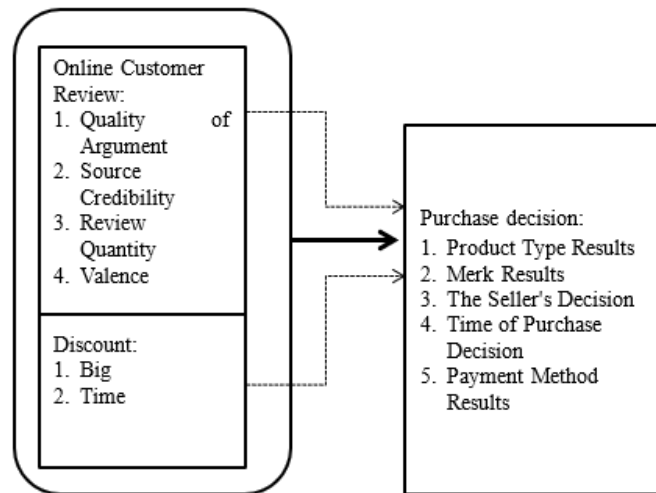 Online Customer
Review:
1. Quality of
Argument
2. Source
Credibility
3. Review
Quantity
4. Valence
Discount:
1. Big
2. Time
Purchase decision:
1. Product Type Results
2. Merk Results
3. The Seller's Decision
4. Time of Purchase
Decision
5. Payment Method
Results